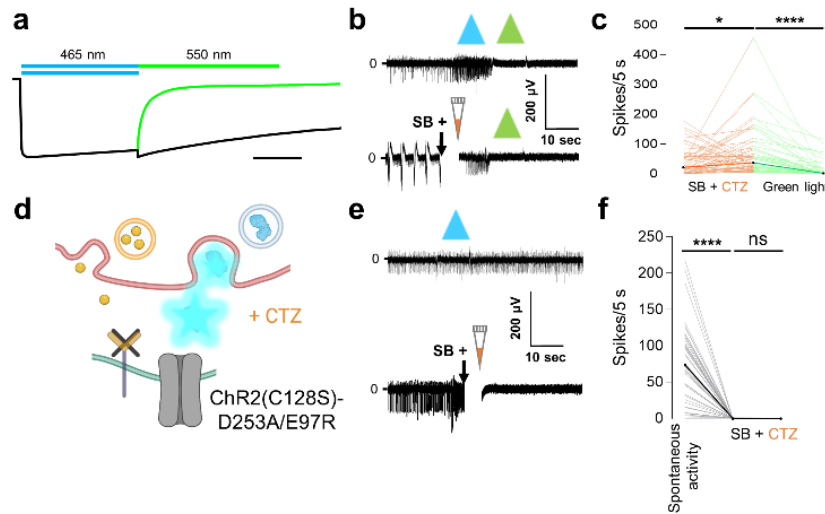 a
465 nm
550 nm
b
0
200 µV
10 sec
SB +
0
c
*
****
Spikes/5 s
500
400
300
200
100
0
SB + CTZ
Green light
d
+ CTZ
ChR2(C128S)-
D253A/E97R
e
0
200 µV
10 sec
SB +
0
f
****
ns
Spikes/5 s
250
200
150
100
50
0
Spontaneous
activity
SB + CTZ